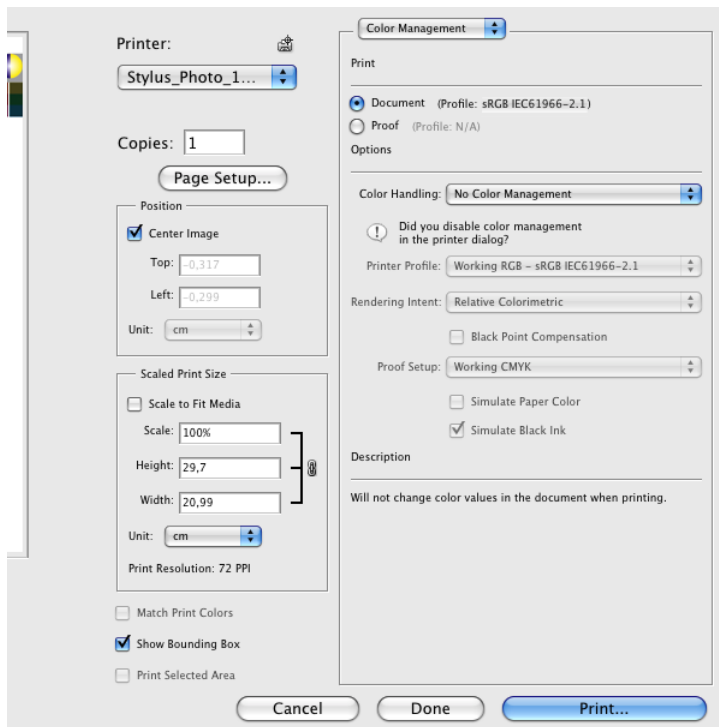 Printer:
Stylus_Photo_1...
Copies: 1
Page Setup...
Position
Center Image
Top: -0,317
Left: -0,299
Unit: cm
Scaled Print Size
Scale to Fit Media
Scale: 100%
Height: 29,7
Width: 20,99
Unit: cm
Print Resolution: 72 PPI
Match Print Colors
Show Bounding Box
Print Selected Area
Color Management
Print
Document (Profile: sRGB IEC61966-2.1)
Proof (Profile: N/A)
Options
Color Handling: No Color Management
Did you disable color management
in the printer dialog?
Printer Profile: Working RGB - sRGB IEC61966-2.1
Rendering Intent: Relative Colorimetric
Black Point Compensation
Proof Setup: Working CMYK
Simulate Paper Color
Simulate Black Ink
Description
Will not change color values in the document when printing.
Cancel
Done
Print...